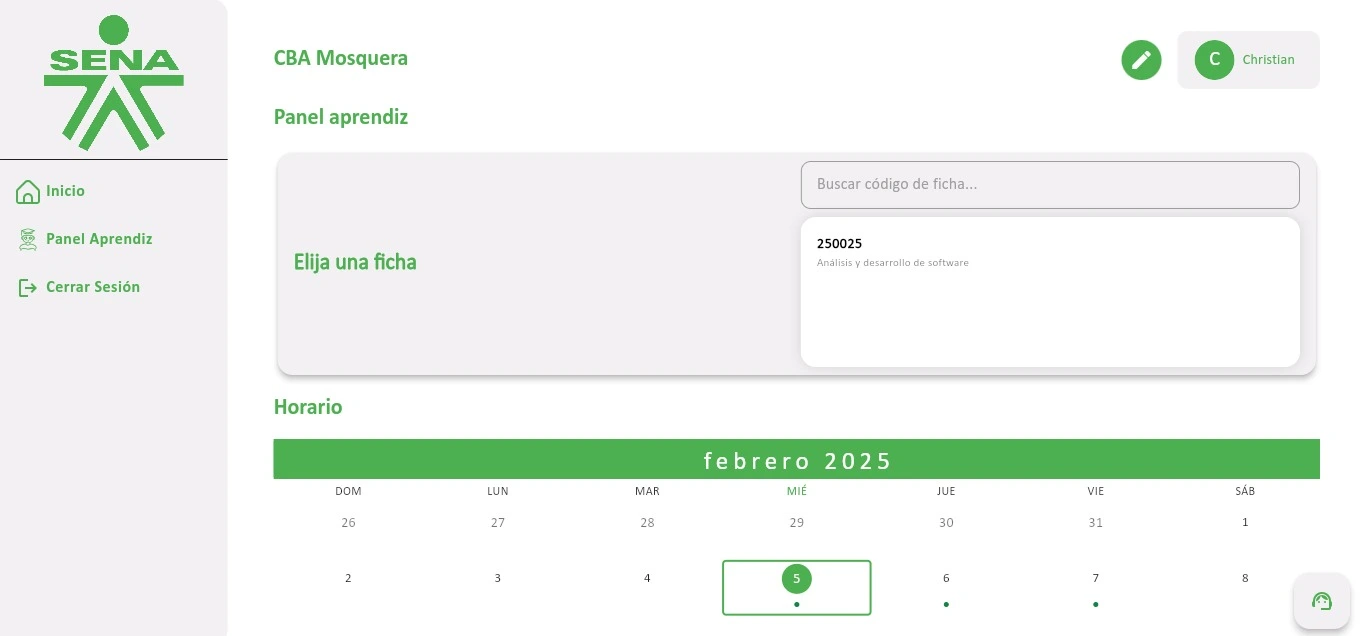 SENA
CBA Mosquera
C Christian
Inicio
Panel Aprendiz
Cerrar Sesión
Panel aprendiz
Buscar código de ficha...
Elija una ficha
250025
Análisis y desarrollo de software
Horario
febrero 2025
DOM LUN MAR MIÉ JUE VIE SÁB
26 27 28 29 30 31 1
2 3 4 5 6 7 8